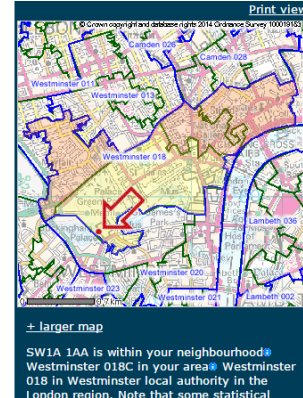 Print view
© Crown copyright and database rights 2014 Ordnance Survey 100019153
Camden 026
Camden 028
Westminster 011
Westminster 013
Westminster 018
Lambeth 036
Westminster 020
Westminster 023
Westminster 021
Lambeth 002
0.7km
+ larger map
SW1A 1AA is within your neighbourhood
Westminster 018C in your area Westminster
018 in Westminster local authority in the
London region. Note that some statistical